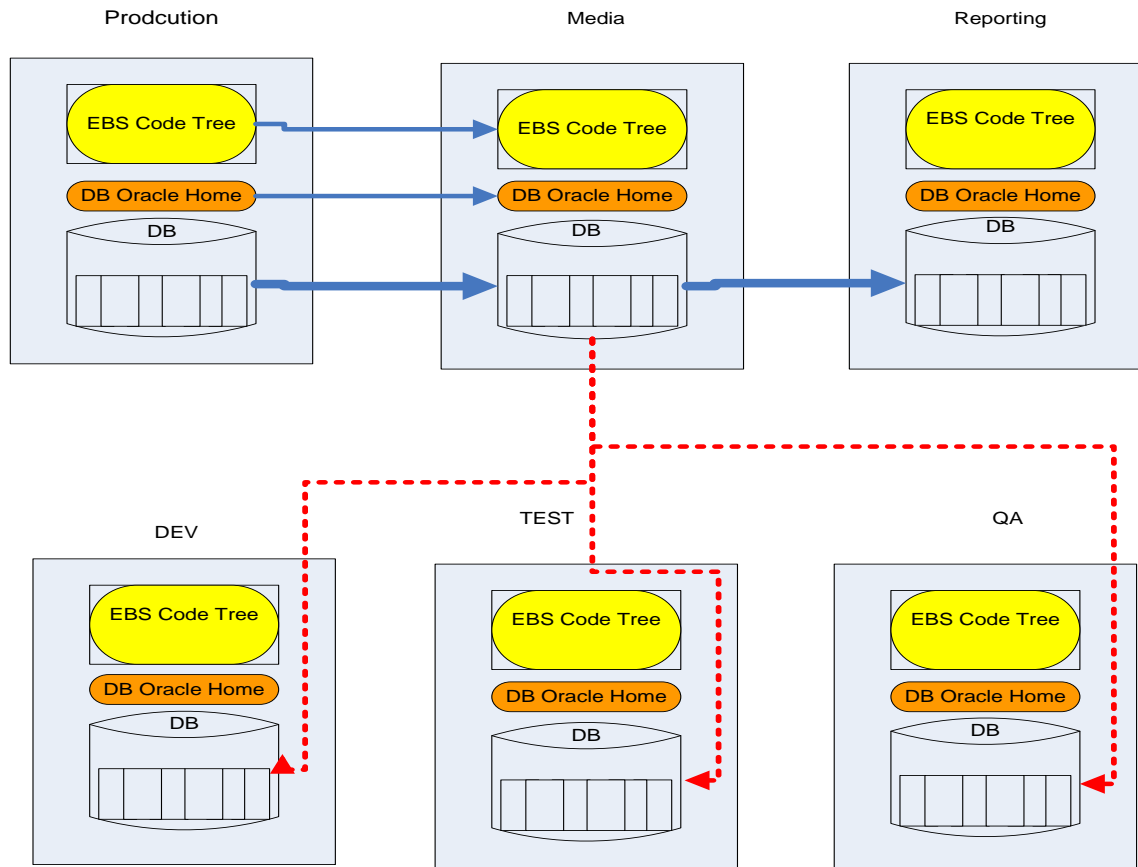 Prodcution
Media
Reporting
EBS Code Tree
EBS Code Tree
EBS Code Tree
DB Oracle Home
DB Oracle Home
DB Oracle Home
DB
DB
DB
DEV
TEST
QA
EBS Code Tree
EBS Code Tree
EBS Code Tree
DB Oracle Home
DB Oracle Home
DB Oracle Home
DB
DB
DB